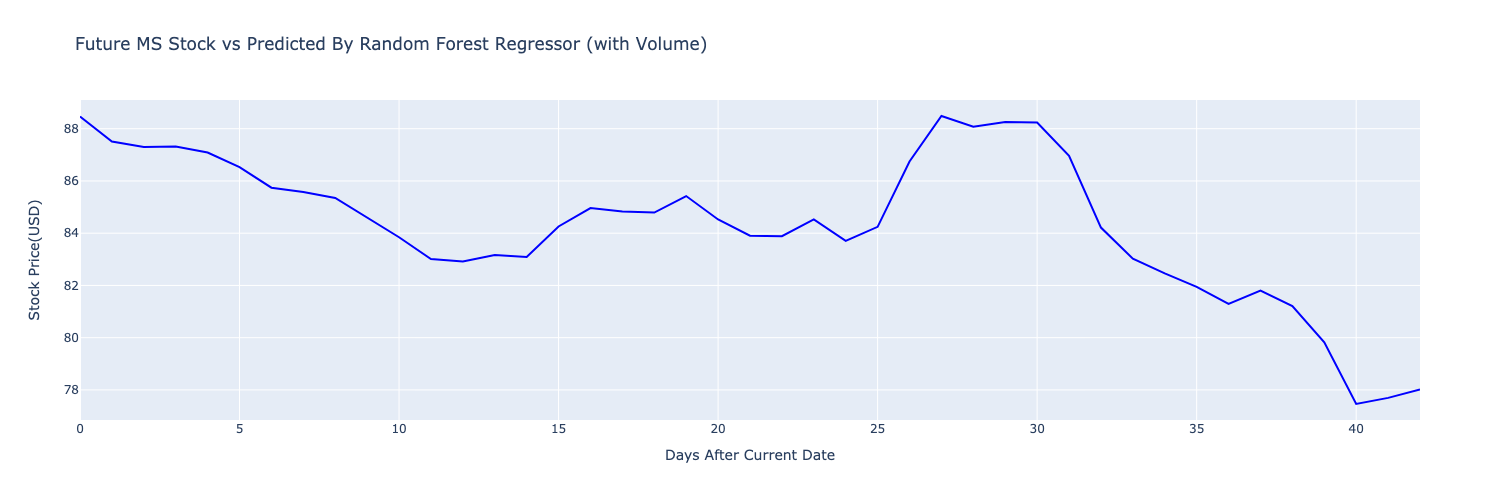 Future MS Stock vs Predicted By Random Forest Regressor (with Volume)
Stock Price(USD)
88
86
84
82
80
78
0 5 10 15 20 25 30 35 40
Days After Current Date